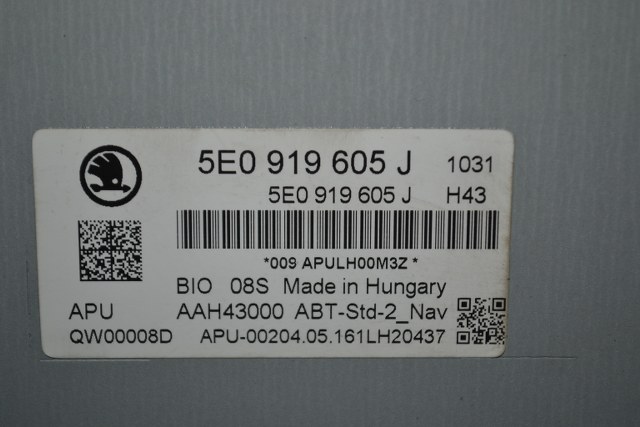 5E0 919 605 J 1031
5E0 919 605 J H43
*009 APULH00M3Z *
BIO 08S Made in Hungary
APU AAH43000 ABT-Std-2_Nav
QW00008D APU-00204.05.161LH20437